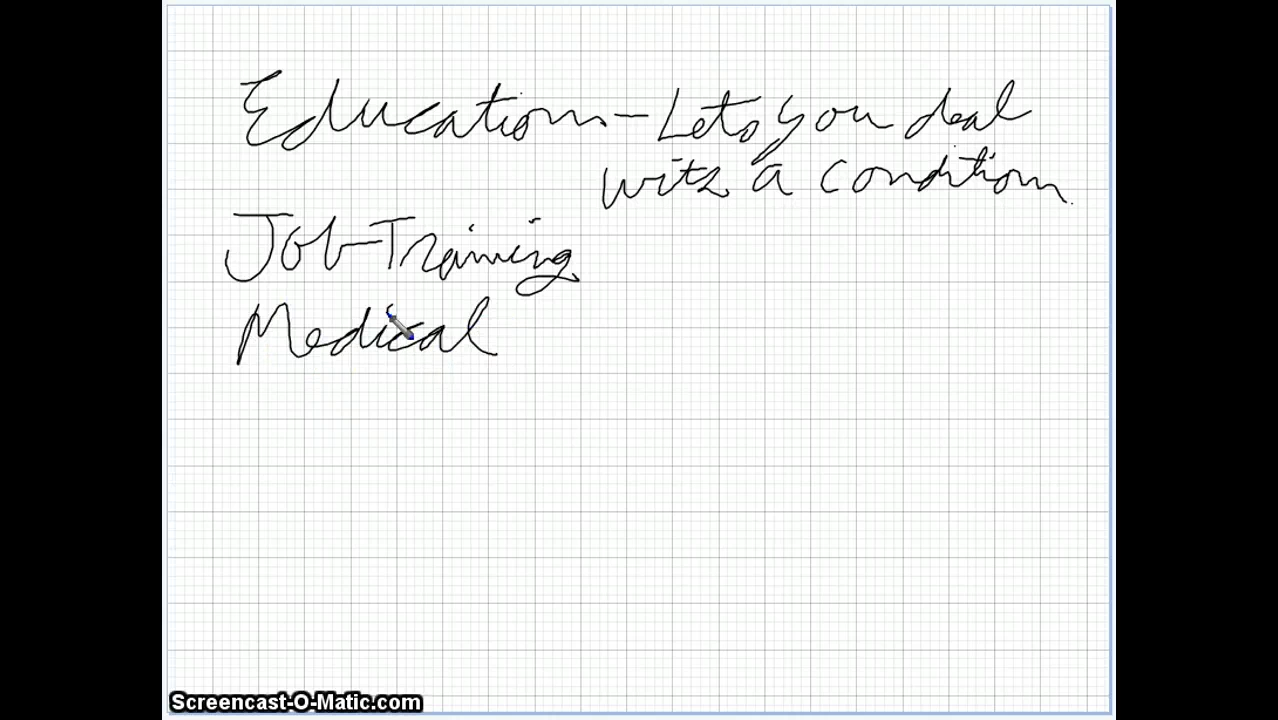 Education - Lets you deal
with a condition
Job-Training
Medical
Screencast-O-Matic.com